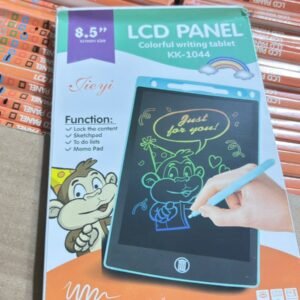 8.5"
LCD PANEL
Colorful writing tablet
KK-1044
Jieyi
Just
for you!
Function:
Lock the content
Sketchpad
To do lists
Memo Pad